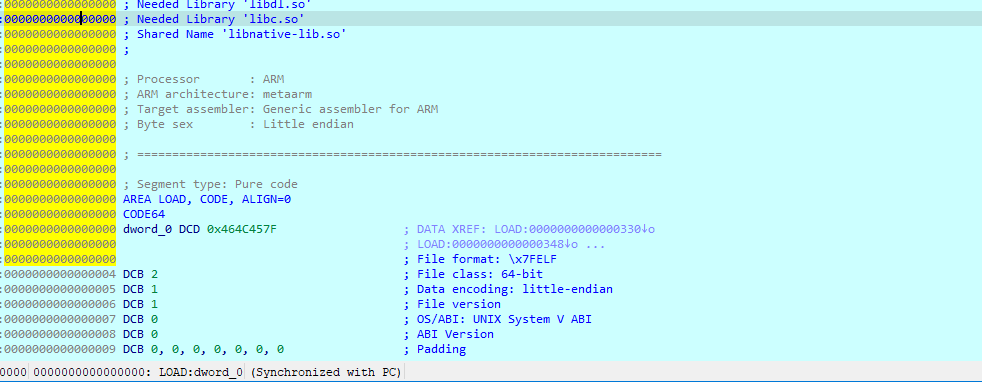 :0000000000000000 ; Needed Library 'libdl.so'
:0000000000000000 ; Needed Library 'libc.so'
:0000000000000000 ; Shared Name 'libnative-lib.so'
:0000000000000000 ;
:0000000000000000
:0000000000000000 ; Processor : ARM
:0000000000000000 ; ARM architecture: metaarm
:0000000000000000 ; Target assembler: Generic assembler for ARM
:0000000000000000 ; Byte sex : Little endian
:0000000000000000
:0000000000000000 ; ===========================================================================
:0000000000000000
:0000000000000000 ; Segment type: Pure code
:0000000000000000 AREA LOAD, CODE, ALIGN=0
:0000000000000000 CODE64
:0000000000000000 dword_0 DCD 0x464C457F ; DATA XREF: LOAD:0000000000000330↓o
:0000000000000000 ; LOAD:0000000000000348↓o ...
:0000000000000000 ; File format: \x7FELF
:0000000000000004 DCB 2 ; File class: 64-bit
:0000000000000005 DCB 1 ; Data encoding: little-endian
:0000000000000006 DCB 1 ; File version
:0000000000000007 DCB 0 ; OS/ABI: UNIX System V ABI
:0000000000000008 DCB 0 ; ABI Version
:0000000000000009 DCB 0, 0, 0, 0, 0, 0, 0 ; Padding
0000 0000000000000000: LOAD:dword_0 (Synchronized with PC)